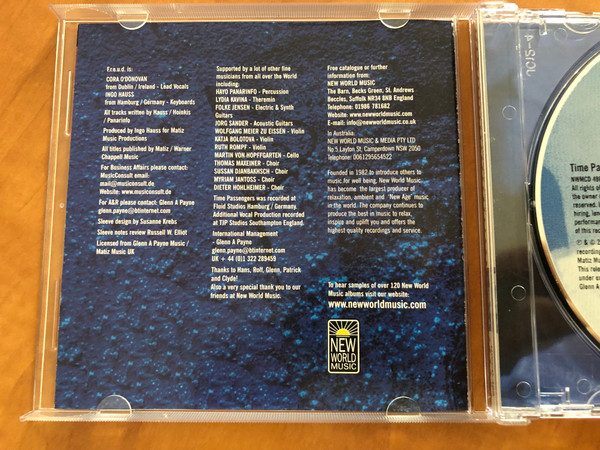 f.r.e.u.d. is:
CORA O'DONOVAN
from Dublin / Ireland - Lead Vocals
INGO HAUSS
from Hamburg / Germany - Keyboards
All tracks written by Hauss / Hoinkis
/ Panarinfo
Produced by Ingo Hauss for Matiz
Music Productions
All titles published by Matiz / Warner
Chappell Music
For Business Affairs please contact:
MusicConsult email:
mail@musiconsult.de
Website: www.musiconsult.de
For A&R please contact: Glenn A Payne
glenn.payne@btinternet.com
Sleeve design by Susanne Krebs
Sleeve notes review Russell W. Elliot
Licensed from Glenn A Payne Music /
Matiz Music UK
Supported by a lot of other fine
musicians from all over the World
including:
HAYO PANARINFO - Percussion
LYDIA KAVINA - Theremin
FOLKE JENSEN - Electric & Synth
Guitars
JORG SANDER - Acoustic Guitars
WOLFGANG MEIER ZU EISSEN - Violin
KATJA BOLOTOVA - Violin
RUTH ROMPF - Violin
MARTIN VON HOPFFGARTEN - Cello
THOMAS MAXEINER - Choir
SUSSAN DJANBAKHSCH - Choir
MYRIAM JANTOSS - Choir
DIETER HOHLHEIMER - Choir
Time Passengers was recorded at
Fluid Studios Hamburg / Germany.
Additional Vocal Production recorded
at TJP Studios Southampton England.
International Management
- Glenn A Payne
glenn.payne@btinternet.com
UK + 44 (0)1 322 289455
Thanks to Hans, Rolf, Glenn, Patrick
and Clyde!
Also a very special thank you to our
friends at New World Music.
Free catalogue or further
information from:
NEW WORLD MUSIC
The Barn, Becks Green, St. Andrews
Beccles, Suffolk NR34 8NB England
Telephone: 01986 781682
Website: www.newworldmusic.com
E-mail: info@newworldmusic.co.uk
In Australia
NEW WORLD MUSIC & MEDIA PTY LTD
No 5 Layton St, Camperdown NSW 2050
Telephone: 0061295654522
Founded in 1982 to introduce others to
music for well being, New World Music,
has become the largest producer of
relaxation, ambient and 'New Age' music
in the world. The company continues to
produce the best in music to relax,
inspire and uplift you and offers the
highest quality recordings and service.
To hear samples of over 120 New World
Music albums visit our website:
www.newworldmusic.com
NEW
WORLD
MUSIC
Time Pa
All rights o
the owner
reserved.
hiring, len
performa
of this rec
recording
Matiz Mu
This rele
under ex
Glenn A